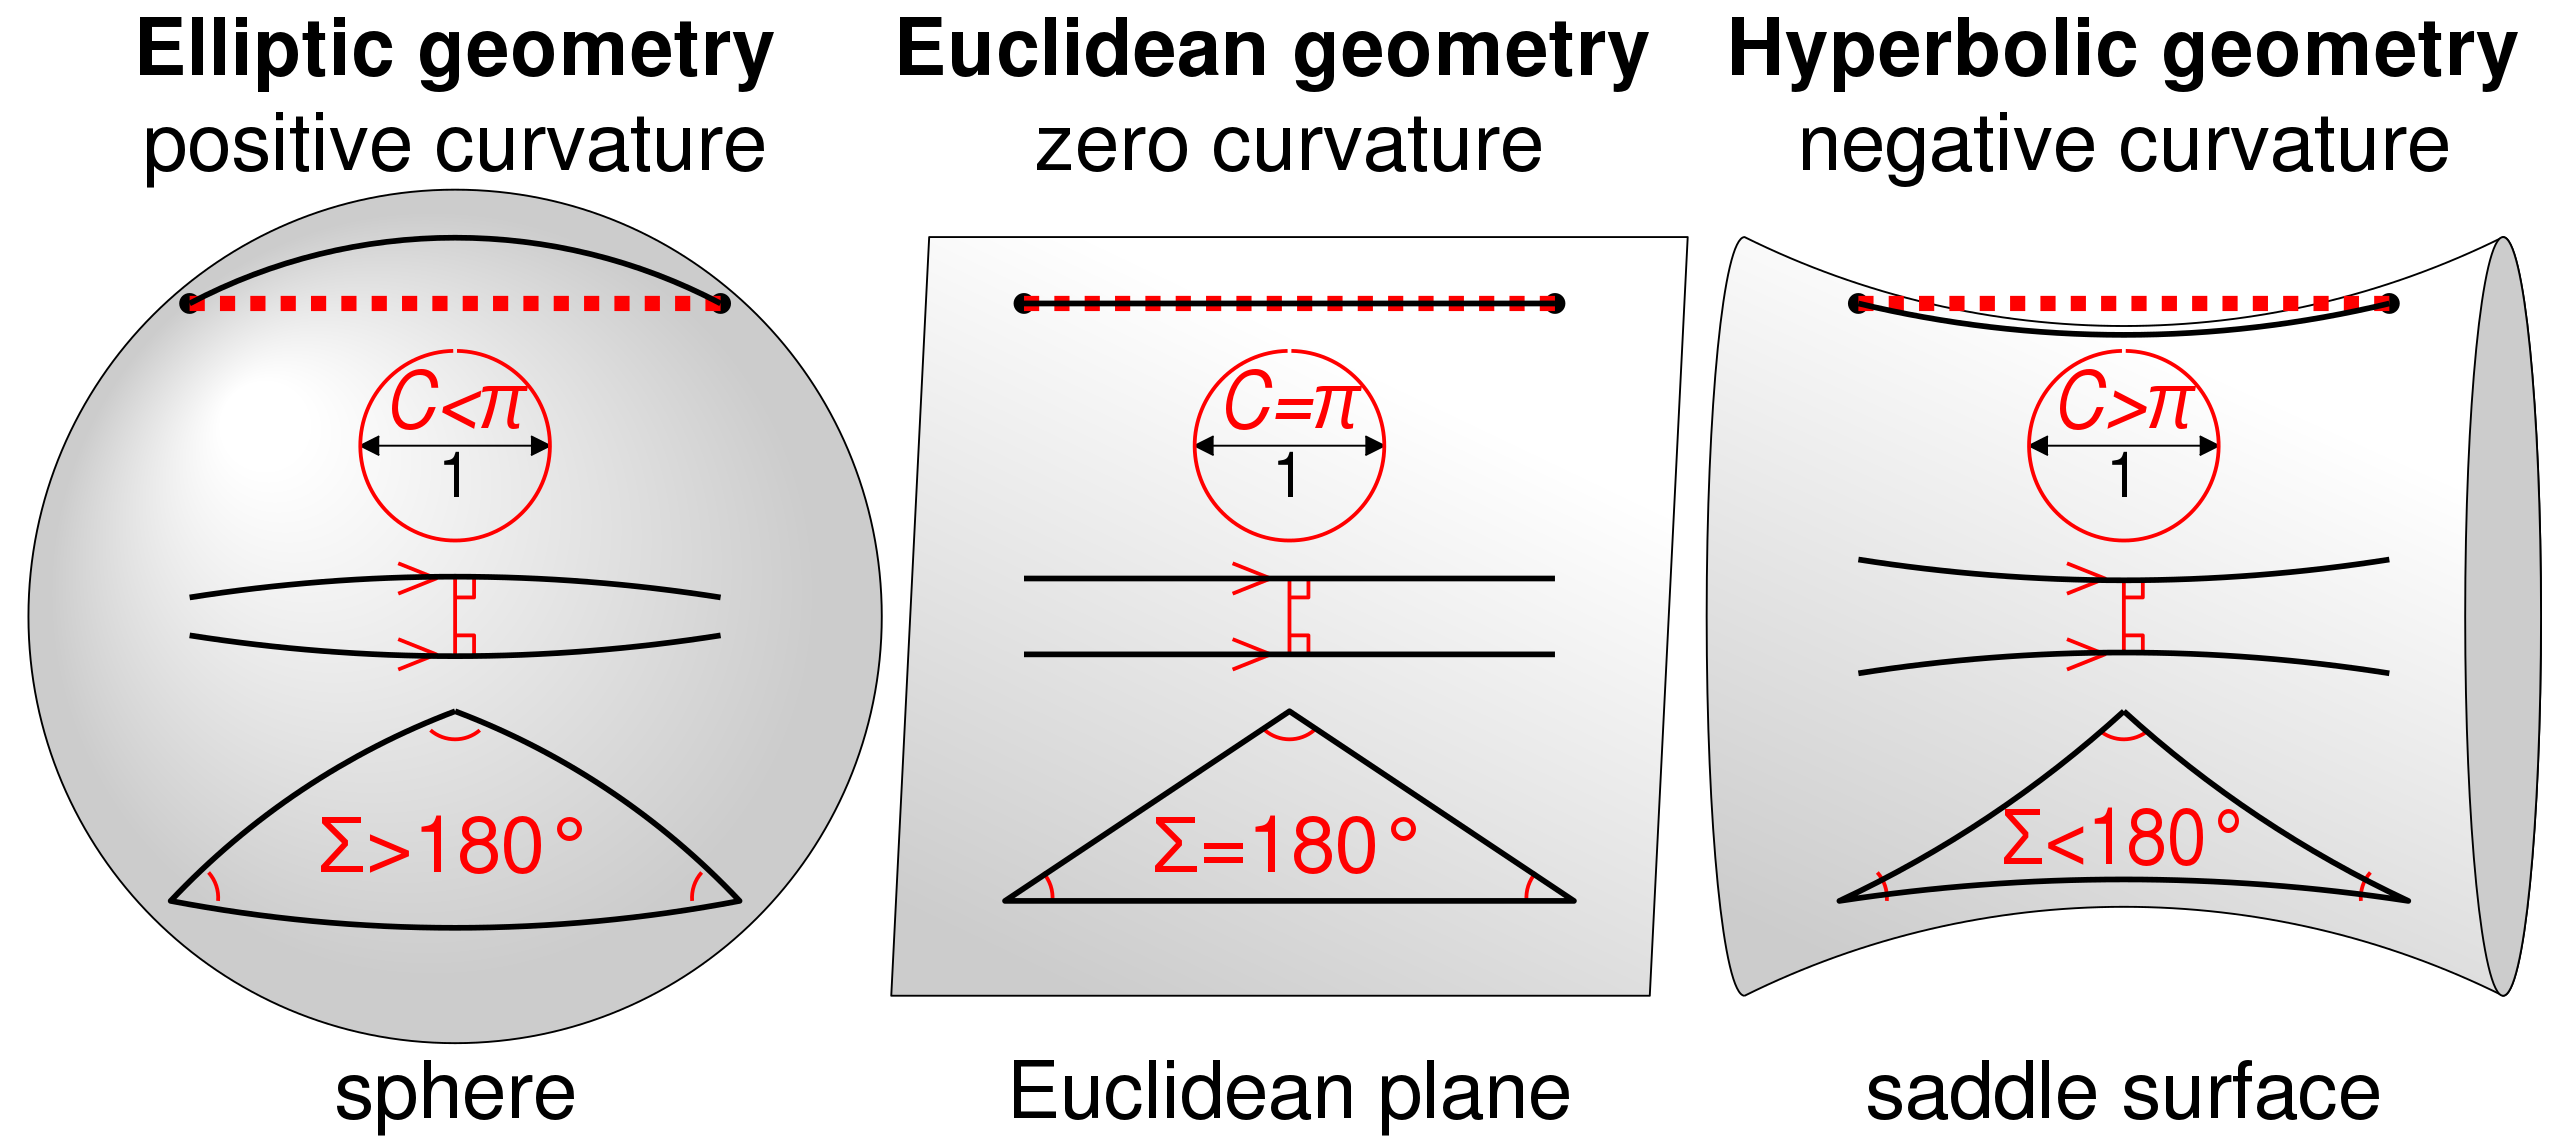 Elliptic geometry
positive curvature
C<π
1
Σ>180°
sphere
Euclidean geometry
zero curvature
C=π
1
Σ=180°
Euclidean plane
Hyperbolic geometry
negative curvature
C>π
1
Σ<180°
saddle surface